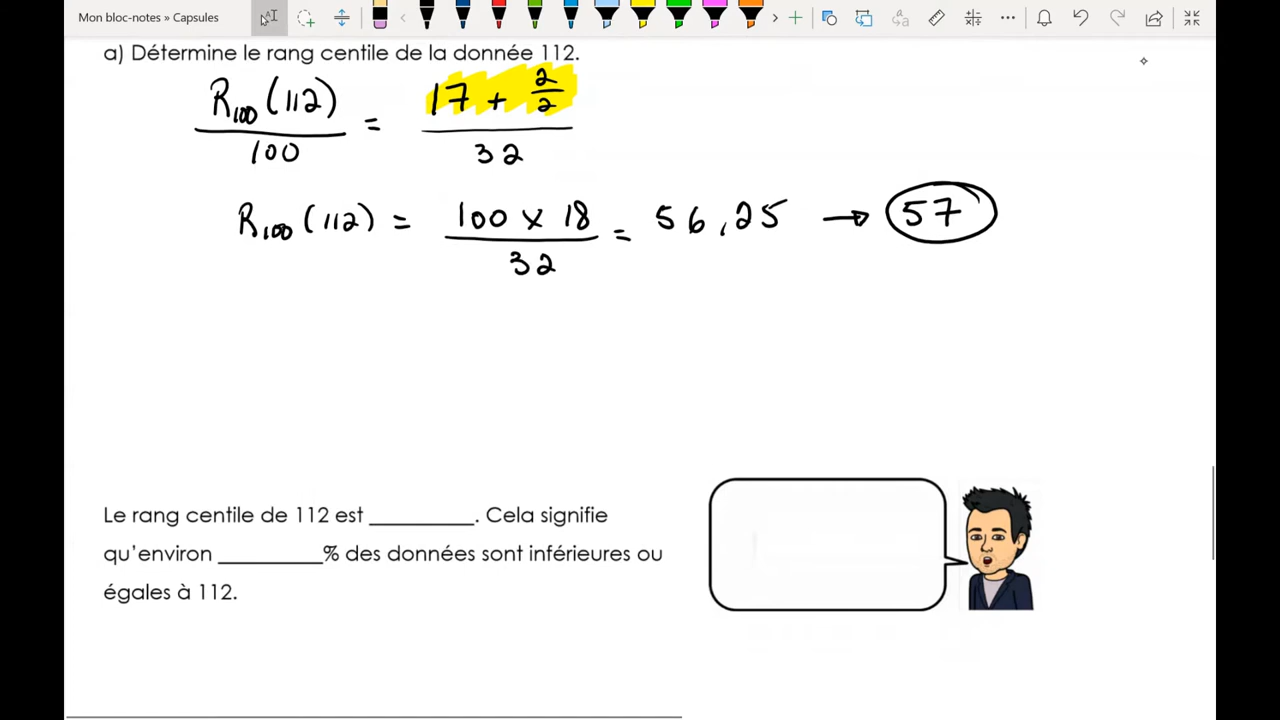 Mon bloc-notes » Capsules
a) Détermine le rang centile de la donnée 112.
R₁₀₀(112)/100 = (17 + 2/2)/32
R₁₀₀(112) = (100 x 18)/32 = 56,25 → 57
Le rang centile de 112 est __________. Cela signifie
qu'environ __________% des données sont inférieures ou
égales à 112.